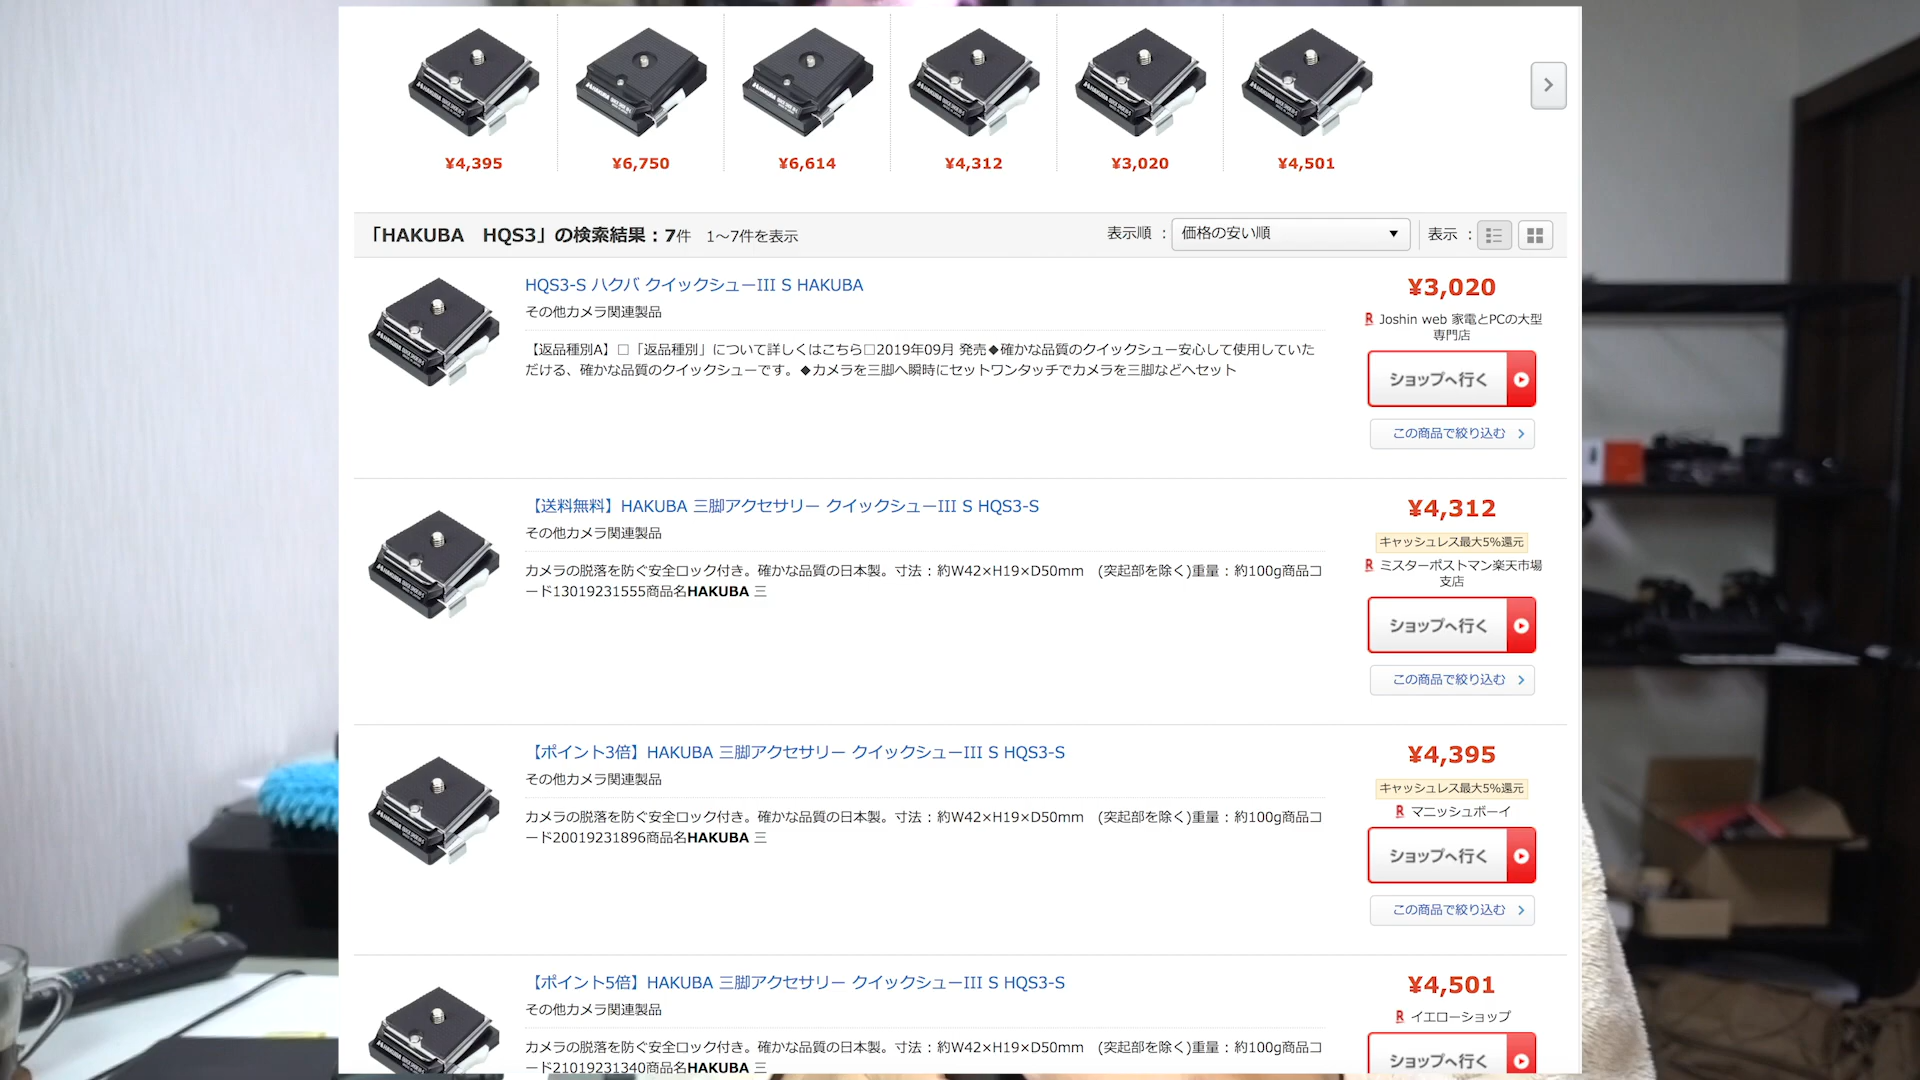 ¥4,395
¥6,750
¥6,614
¥4,312
¥3,020
¥4,501
「HAKUBA　HQS3」の検索結果：7件　1～7件を表示
表示順 ：
価格の安い順
表示 ：
HQS3-S ハクバ クイックシューIII S HAKUBA
その他カメラ関連製品
【返品種別A】□「返品種別」について詳しくはこちら□2019年09月 発売◆確かな品質のクイックシュー安心して使用していた
だける、確かな品質のクイックシューです。◆カメラを三脚へ瞬時にセットワンタッチでカメラを三脚などへセット
¥3,020
R Joshin web 家電とPCの大型
専門店
ショップへ行く
この商品で絞り込む
【送料無料】HAKUBA 三脚アクセサリー クイックシューIII S HQS3-S
その他カメラ関連製品
カメラの脱落を防ぐ安全ロック付き。確かな品質の日本製。寸法：約W42×H19×D50mm　(突起部を除く)重量：約100g商品コ
ード13019231555商品名HAKUBA 三
¥4,312
キャッシュレス最大5%還元
R ミスターポストマン楽天市場
支店
ショップへ行く
この商品で絞り込む
【ポイント3倍】HAKUBA 三脚アクセサリー クイックシューIII S HQS3-S
その他カメラ関連製品
カメラの脱落を防ぐ安全ロック付き。確かな品質の日本製。寸法：約W42×H19×D50mm　(突起部を除く)重量：約100g商品コ
ード20019231896商品名HAKUBA 三
¥4,395
キャッシュレス最大5%還元
R マニッシュボーイ
ショップへ行く
この商品で絞り込む
【ポイント5倍】HAKUBA 三脚アクセサリー クイックシューIII S HQS3-S
その他カメラ関連製品
カメラの脱落を防ぐ安全ロック付き。確かな品質の日本製。寸法：約W42×H19×D50mm　(突起部を除く)重量：約100g商品コ
ード21019231340商品名HAKUBA 三
¥4,501
R イエローショップ
ショップへ行く